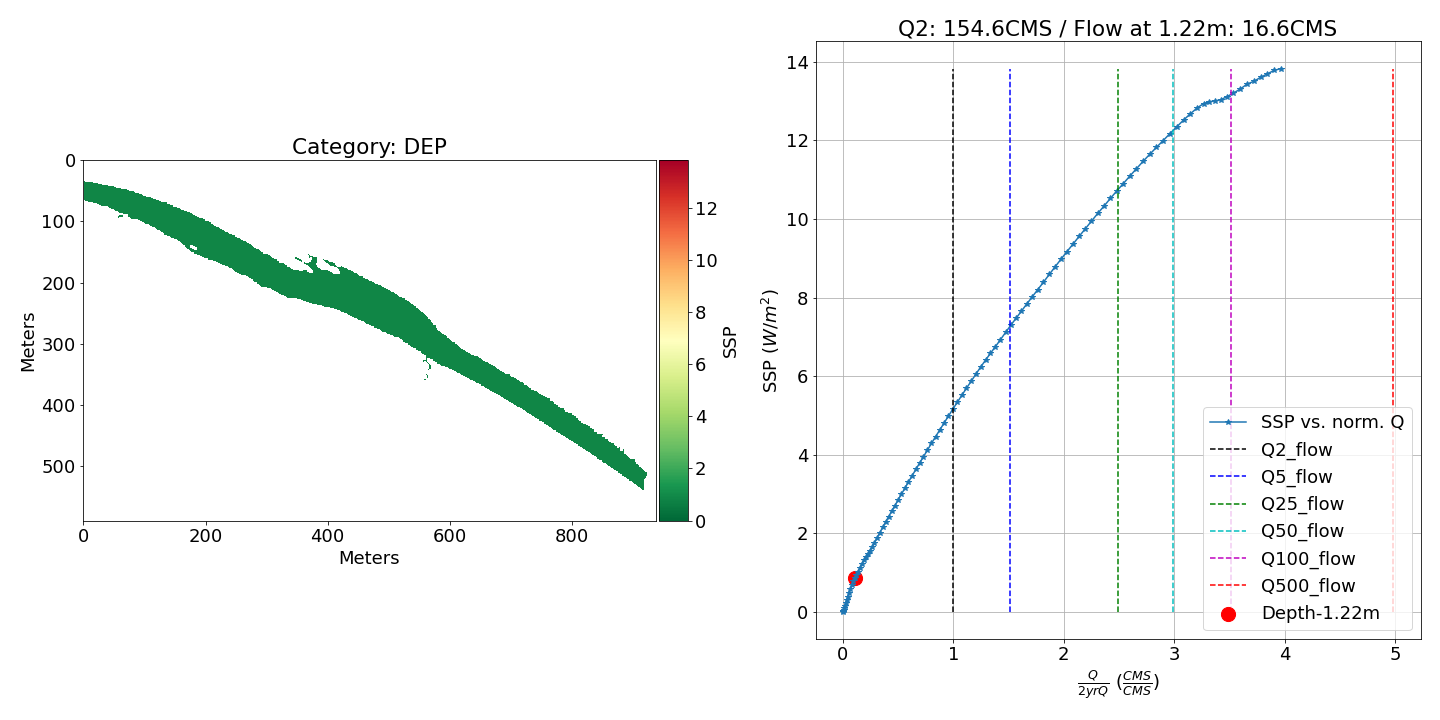 Category: DEP
0
100
200
300
400
500
Meters
0
200
400
600
800
Meters
12
10
8
6
4
2
0
SSP
Q2: 154.6CMS / Flow at 1.22m: 16.6CMS
14
12
10
8
6
4
2
0
SSP (W/m²)
0
1
2
3
4
5
Q/2yrQ (CMS/CMS)
SSP vs. norm. Q
Q2_flow
Q5_flow
Q25_flow
Q50_flow
Q100_flow
Q500_flow
Depth-1.22m